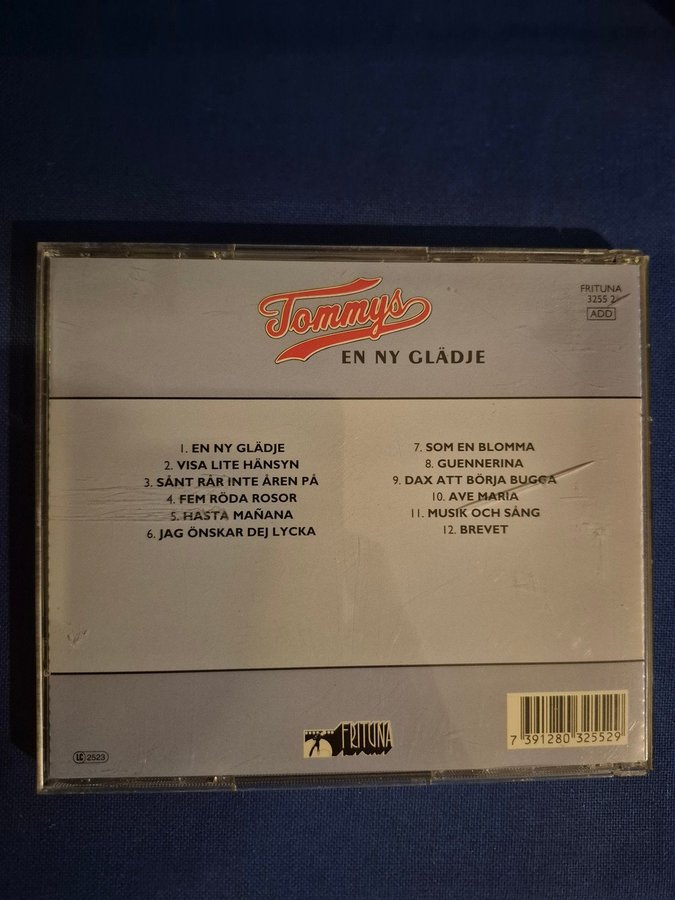 Tommys
EN NY GLÄDJE
FRITUNA
3255 2
ADD
1. EN NY GLÄDJE
2. VISA LITE HÄNSYN
3. SÅNT RÅR INTE ÅREN PÅ
4. FEM RÖDA ROSOR
5. HASTA MAÑANA
6. JAG ÖNSKAR DEJ LYCKA
7. SOM EN BLOMMA
8. GUENNERINA
9. DAX ATT BÖRJA BUGGA
10. AVE MARIA
11. MUSIK OCH SÅNG
12. BREVET
LC 2523
FRITUNA
7 391280 325529